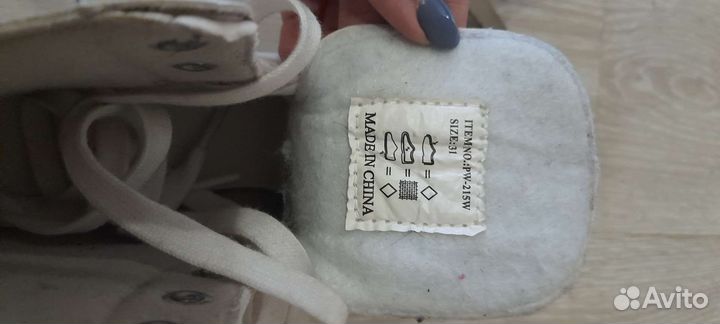 ITEM NO.:PW-215W
SIZE:31
= = =
MADE IN CHINA
Avito